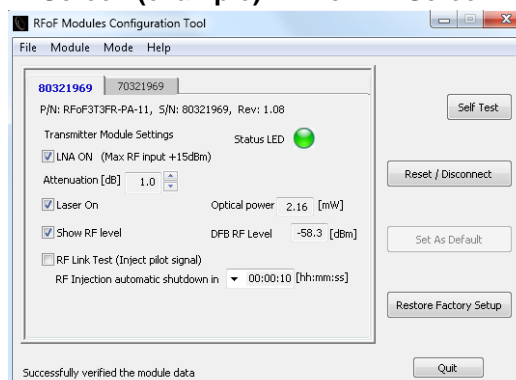 RFoF Modules Configuration Tool
File Module Mode Help
80321969 70321969
P/N: RFoF3T3FR-PA-11, S/N: 80321969, Rev: 1.08
Self Test
Transmitter Module Settings Status LED
LNA ON (Max RF input +15dBm)
Attenuation [dB] 1.0
Reset / Disconnect
Laser On Optical power 2.16 [mW]
Show RF level DFB RF Level -58.3 [dBm]
Set As Default
RF Link Test (Inject pilot signal)
RF Injection automatic shutdown in 00:00:10 [hh:mm:ss]
Restore Factory Setup
Successfully verified the module data
Quit